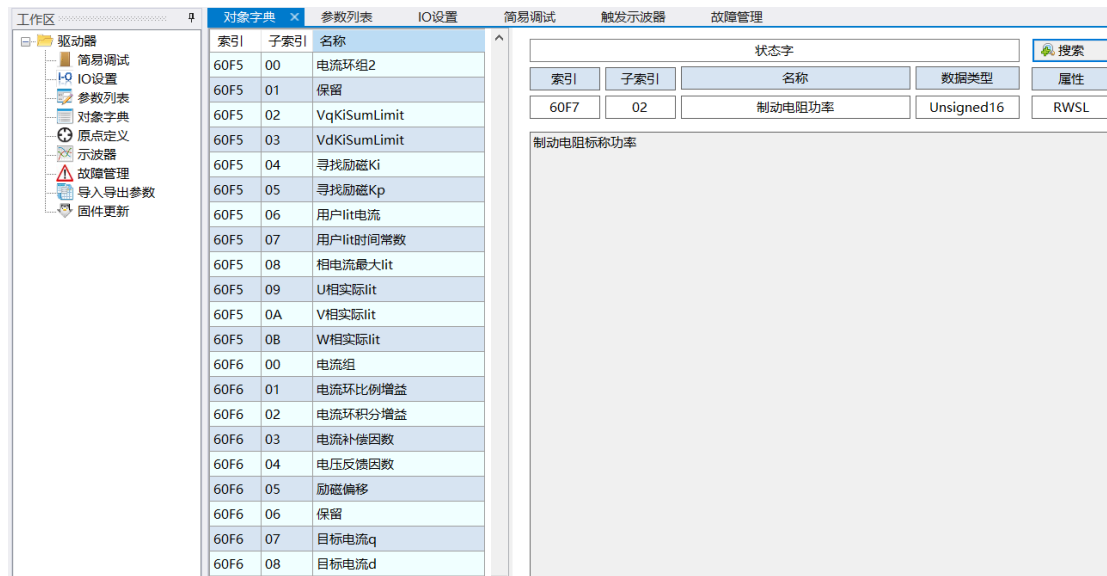 工作区
对象字典 × 参数列表 IO设置 简易调试 触发示波器 故障管理
驱动器
简易调试
I-O IO设置
参数列表
对象字典
原点定义
示波器
故障管理
导入导出参数
固件更新
索引 子索引 名称
60F5 00 电流环组2
60F5 01 保留
60F5 02 VqKiSumLimit
60F5 03 VdKiSumLimit
60F5 04 寻找励磁Ki
60F5 05 寻找励磁Kp
60F5 06 用户Iit电流
60F5 07 用户Iit时间常数
60F5 08 相电流最大Iit
60F5 09 U相实际Iit
60F5 0A V相实际Iit
60F5 0B W相实际Iit
60F6 00 电流组
60F6 01 电流环比例增益
60F6 02 电流环积分增益
60F6 03 电流补偿因数
60F6 04 电压反馈因数
60F6 05 励磁偏移
60F6 06 保留
60F6 07 目标电流q
60F6 08 目标电流d
状态字 搜索
索引 子索引 名称 数据类型 属性
60F7 02 制动电阻功率 Unsigned16 RWSL
制动电阻标称功率